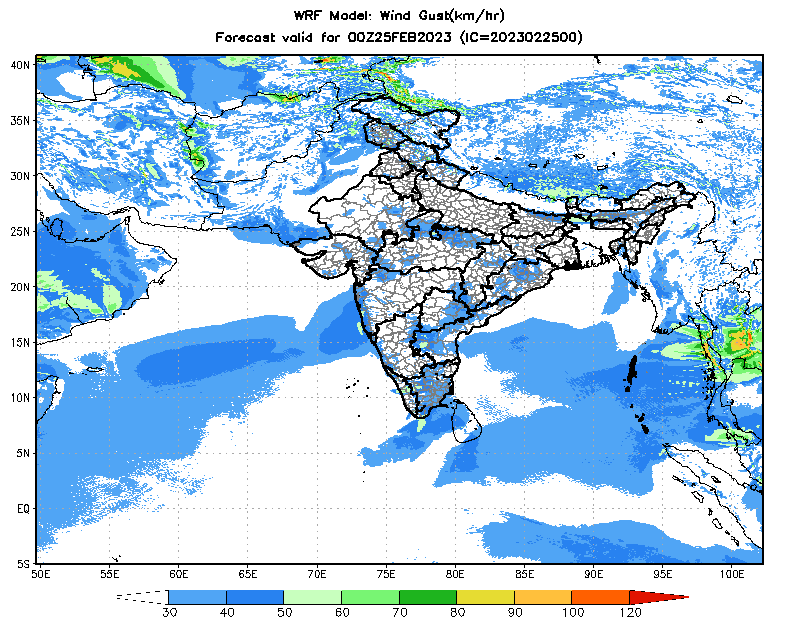 WRF Model: Wind Gust(km/hr)
Forecast valid for 00Z25FEB2023 (IC=2023022500)
40N
35N
30N
25N
20N
15N
10N
5N
EQ
5S
50E 55E 60E 65E 70E 75E 80E 85E 90E 95E 100E
30 40 50 60 70 80 90 100 120